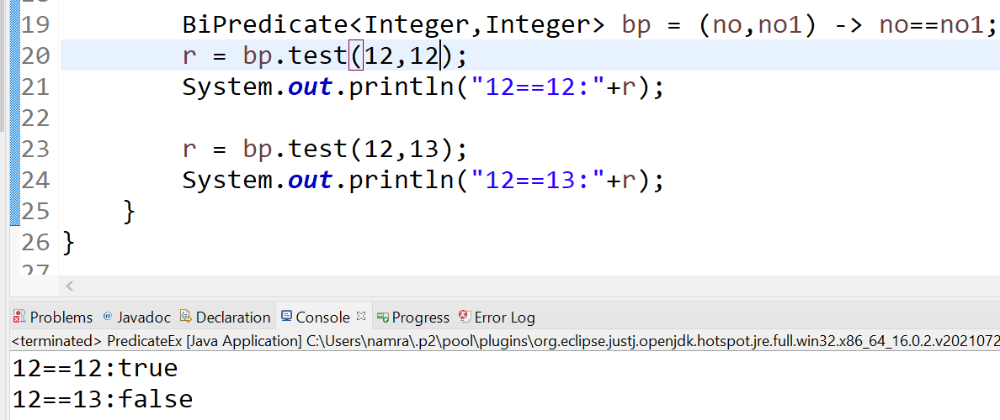 19 BiPredicate<Integer,Integer> bp = (no,no1) -> no==no1;
20 r = bp.test(12,12);
21 System.out.println("12==12:"+r);
22
23 r = bp.test(12,13);
24 System.out.println("12==13:"+r);
25 }
26 }
27
Problems @ Javadoc Declaration Console Progress Error Log
<terminated> PredicateEx [Java Application] C:\Users\namra\.p2\pool\plugins\org.eclipse.justj.openjdk.hotspot.jre.full.win32.x86_64_16.0.2.v2021072
12==12:true
12==13:false